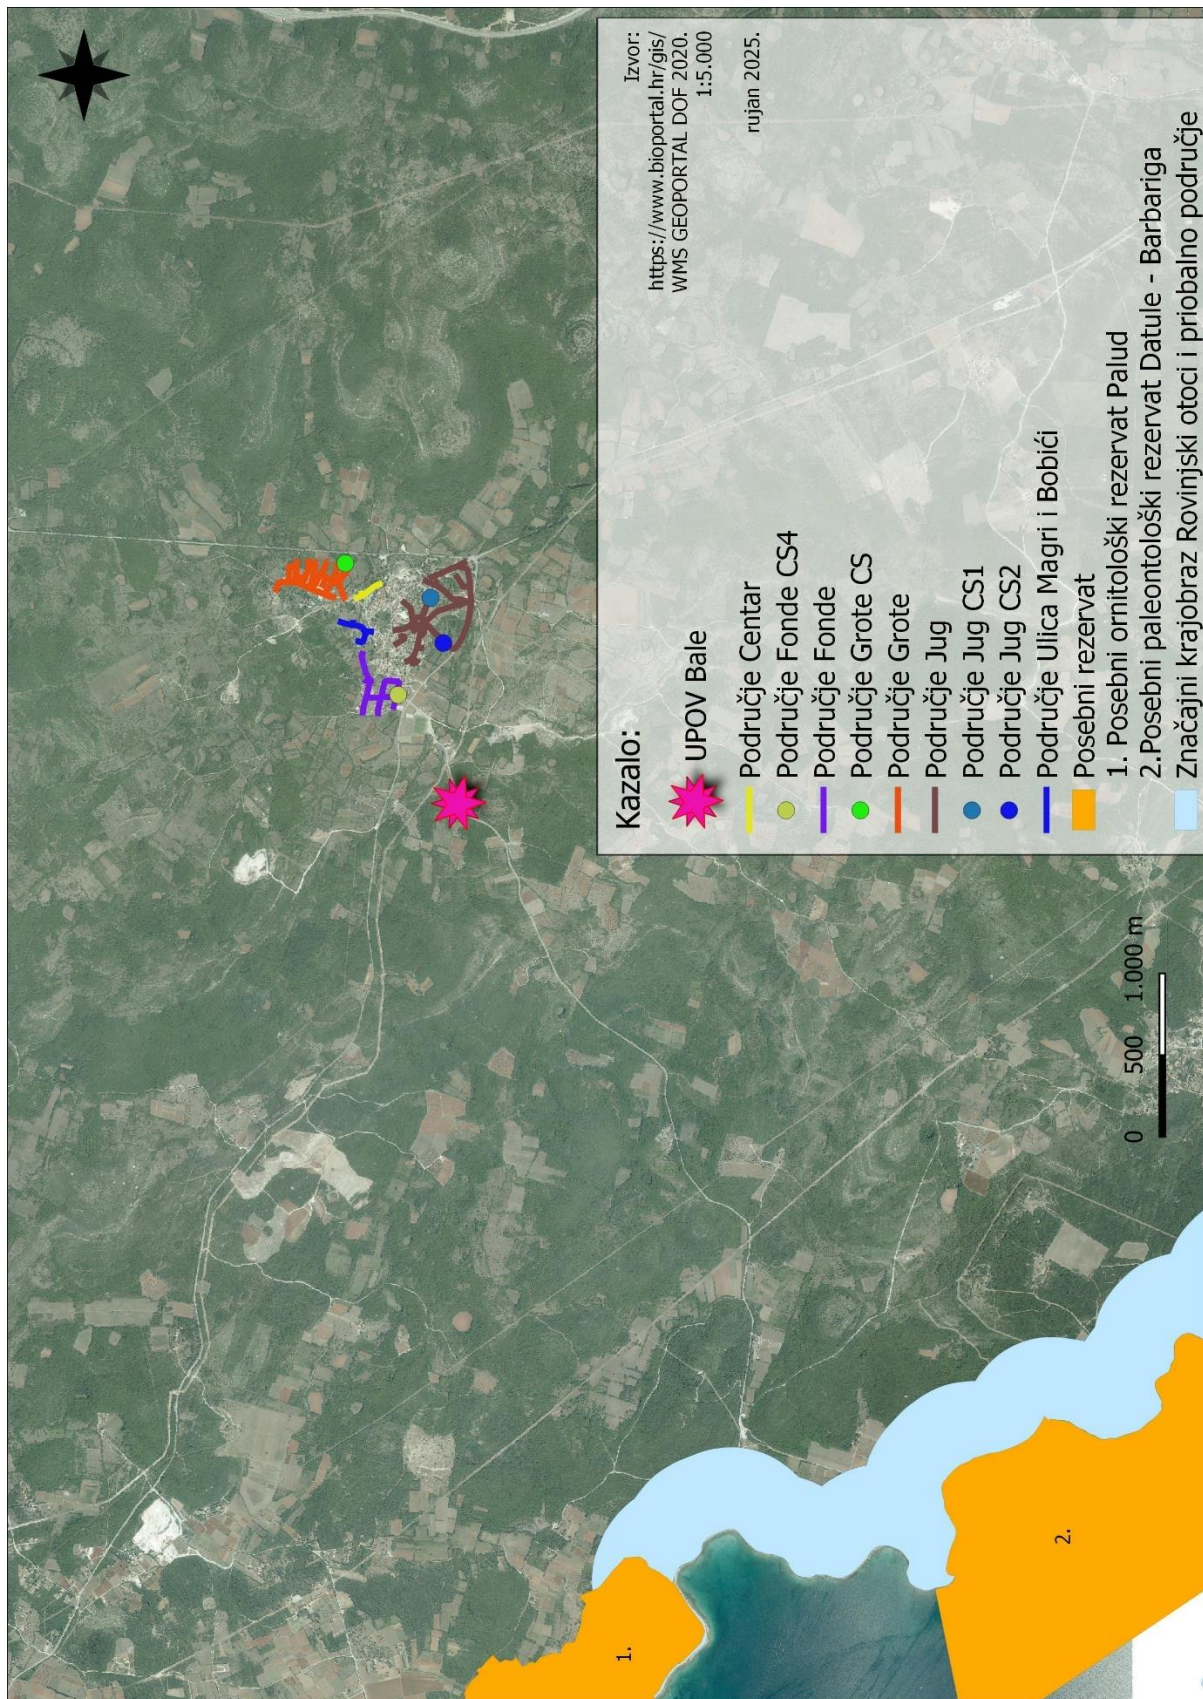 Izvor:
https://www.bioportal.hr/gis/
WMS GEOPORTAL DOF 2020.
1:5.000
rujan 2025.
Kazalo:
UPOV Bale
Područje Centar
Područje Fonde CS4
Područje Fonde
Područje Grote CS
Područje Grote
Područje Jug
Područje Jug CS1
Područje Jug CS2
Područje Ulica Magri i Bobići
Posebni rezervat
1. Posebni ornitološki rezervat Palud
2.Posebni paleontološki rezervat Datule - Barbariga
Značajni krajobraz Rovinjski otoci i priobalno područje
0 500 1.000 m
1.
2.